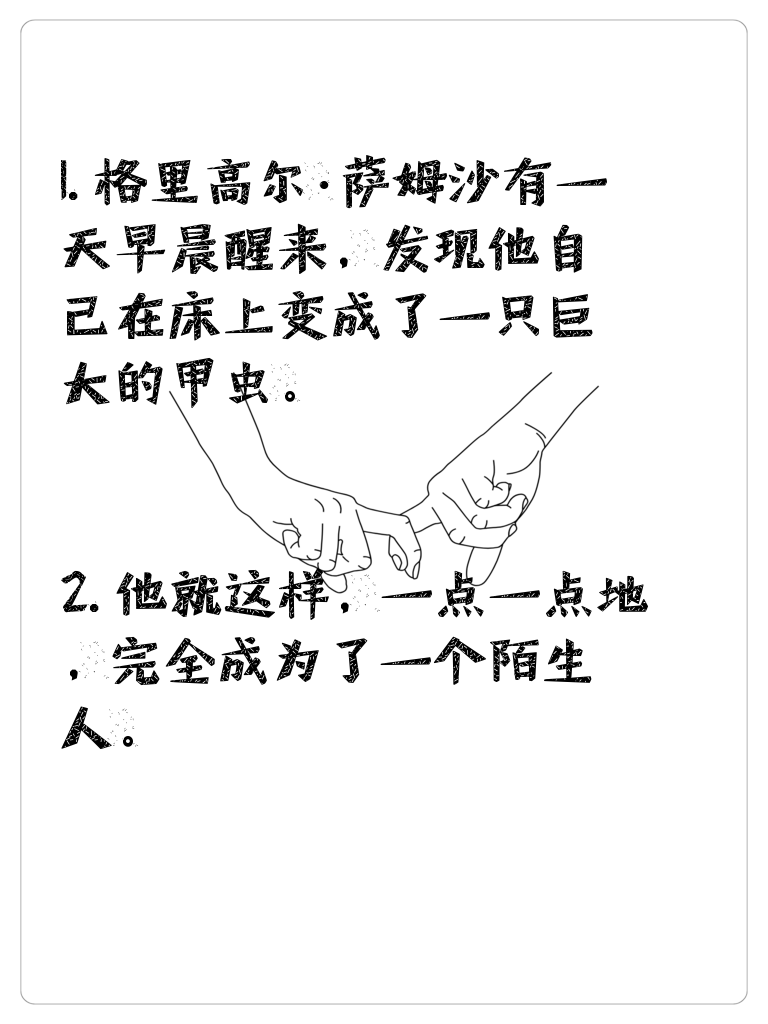 1. 格里高尔·萨姆沙有一
天早晨醒来，发现他自
己在床上变成了一只巨
大的甲虫。
2. 他就这样，一点一点地
，完全成为了一个陌生
人。